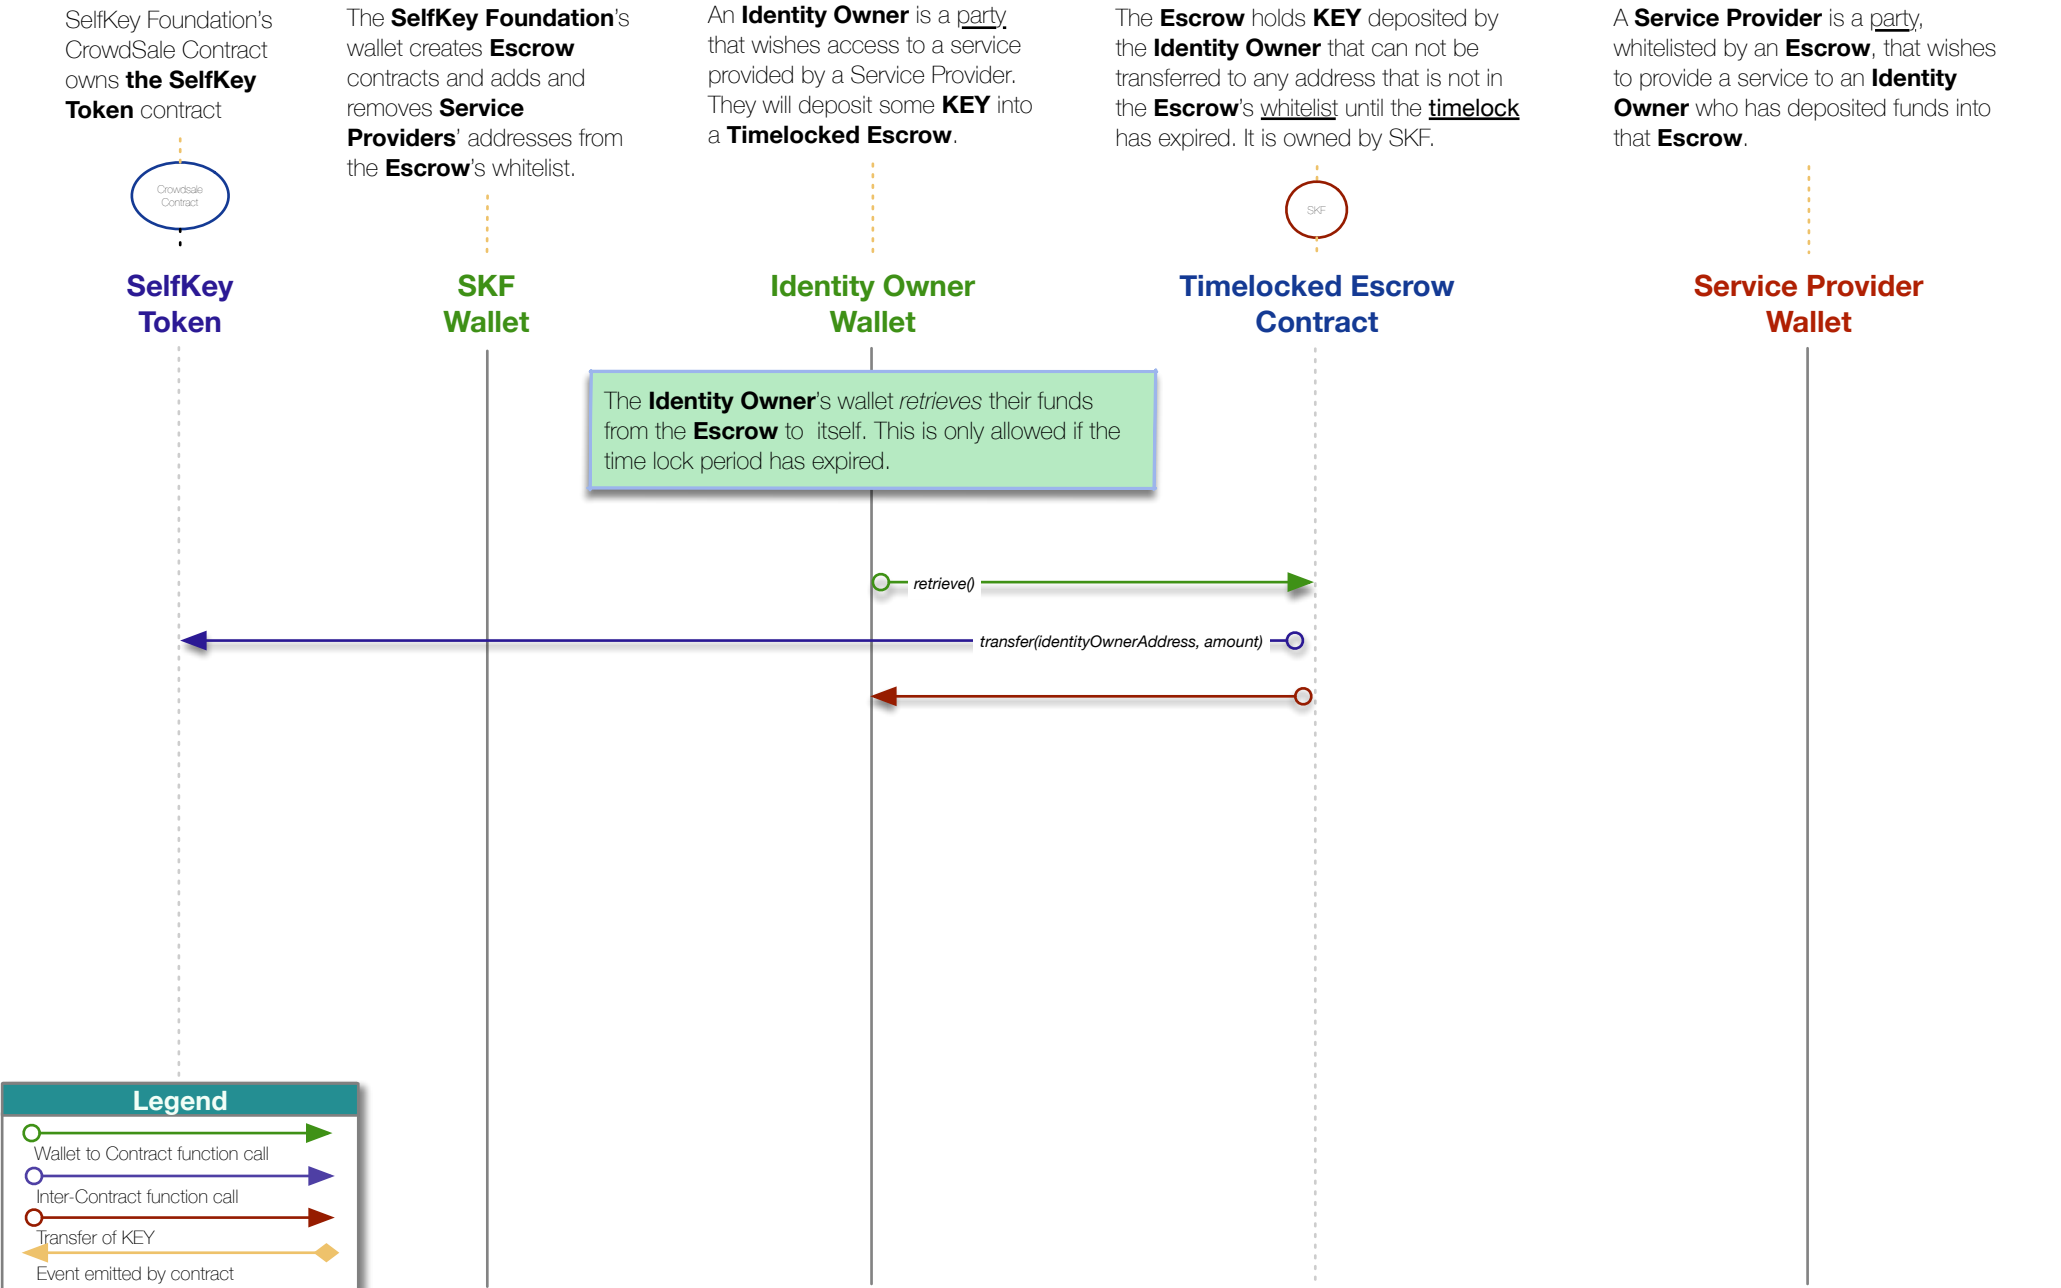 SelfKey Foundation's
CrowdSale Contract
owns the SelfKey
Token contract
The SelfKey Foundation's
wallet creates Escrow
contracts and adds and
removes Service
Providers' addresses from
the Escrow's whitelist.
An Identity Owner is a party
that wishes access to a service
provided by a Service Provider.
They will deposit some KEY into
a Timelocked Escrow.
The Escrow holds KEY deposited by
the Identity Owner that can not be
transferred to any address that is not in
the Escrow's whitelist until the timelock
has expired. It is owned by SKF.
A Service Provider is a party,
whitelisted by an Escrow, that wishes
to provide a service to an Identity
Owner who has deposited funds into
that Escrow.
Crowdsale
Contract
SKF
SelfKey
Token
SKF
Wallet
Identity Owner
Wallet
Timelocked Escrow
Contract
Service Provider
Wallet
The Identity Owner's wallet retrieves their funds
from the Escrow to itself. This is only allowed if the
time lock period has expired.
retrieve()
transfer(identityOwnerAddress, amount)
Legend
Wallet to Contract function call
Inter-Contract function call
Transfer of KEY
Event emitted by contract